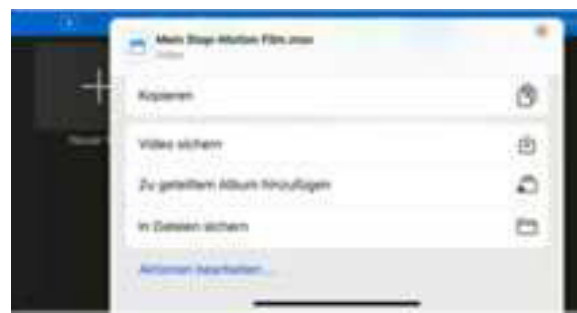 Mein Stop-Motion Film.mov
Video
Kopieren
Video sichern
Zu geteiltem Album hinzufügen
In Dateien sichern
Aktionen bearbeiten ...